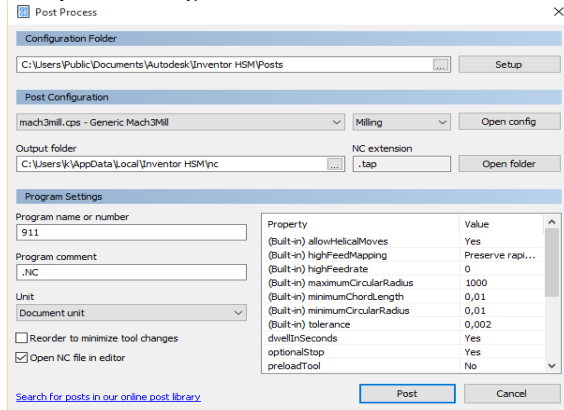 Post Process
Configuration Folder
C:\Users\Public\Documents\Autodesk\Inventor HSM\Posts
...
Setup
Post Configuration
mach3mill.cps - Generic Mach3Mill
Milling
Open config
Output folder
NC extension
C:\Users\k\AppData\Local\Inventor HSM\nc
...
.tap
Open folder
Program Settings
Program name or number
911
Program comment
.NC
Unit
Document unit
Reorder to minimize tool changes
Open NC file in editor
Property Value
(Built-in) allowHelicalMoves Yes
(Built-in) highFeedMapping Preserve rapi...
(Built-in) highFeedrate 0
(Built-in) maximumCircularRadius 1000
(Built-in) minimumChordLength 0,01
(Built-in) minimumCircularRadius 0,01
(Built-in) tolerance 0,002
dwellInSeconds Yes
optionalStop Yes
preloadTool No
Search for posts in our online post library
Post
Cancel